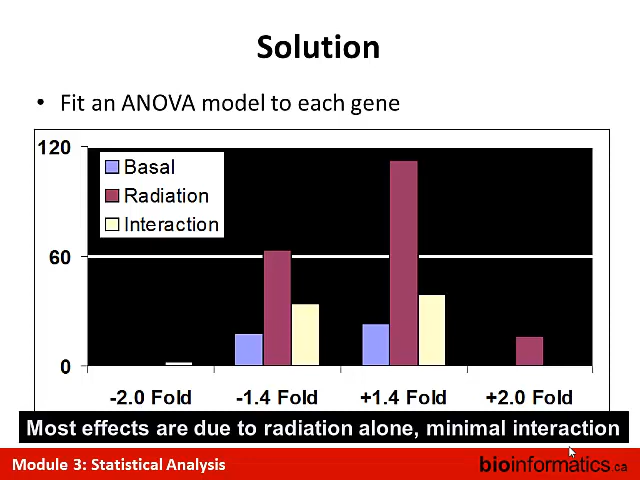 Solution
• Fit an ANOVA model to each gene
120
Basal
Radiation
Interaction
60
0
-2.0 Fold -1.4 Fold +1.4 Fold +2.0 Fold
Most effects are due to radiation alone, minimal interaction
Module 3: Statistical Analysis
bioinformatics.ca